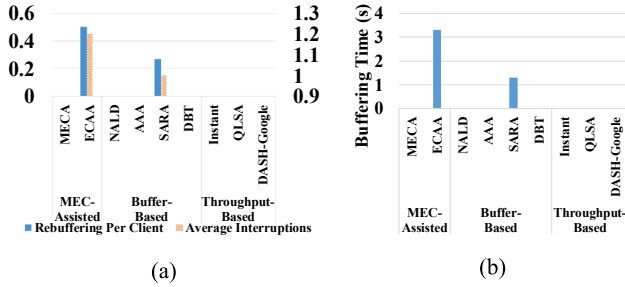 0.6
0.4
0.2
0
1.3
1.2
1.1
1
0.9
MECA
ECAA
NALD
AAA
SARA
DBT
Instant
QLSA
DASH-Google
MEC-
Assisted
Buffer-
Based
Throughput-
Based
Rebuffering Per Client
Average Interruptions
(a)
Buffering Time (s)
4
3
2
1
0
MECA
ECAA
NALD
AAA
SARA
DBT
Instant
QLSA
DASH-Google
MEC-
Assisted
Buffer-
Based
Throughput-
Based
(b)